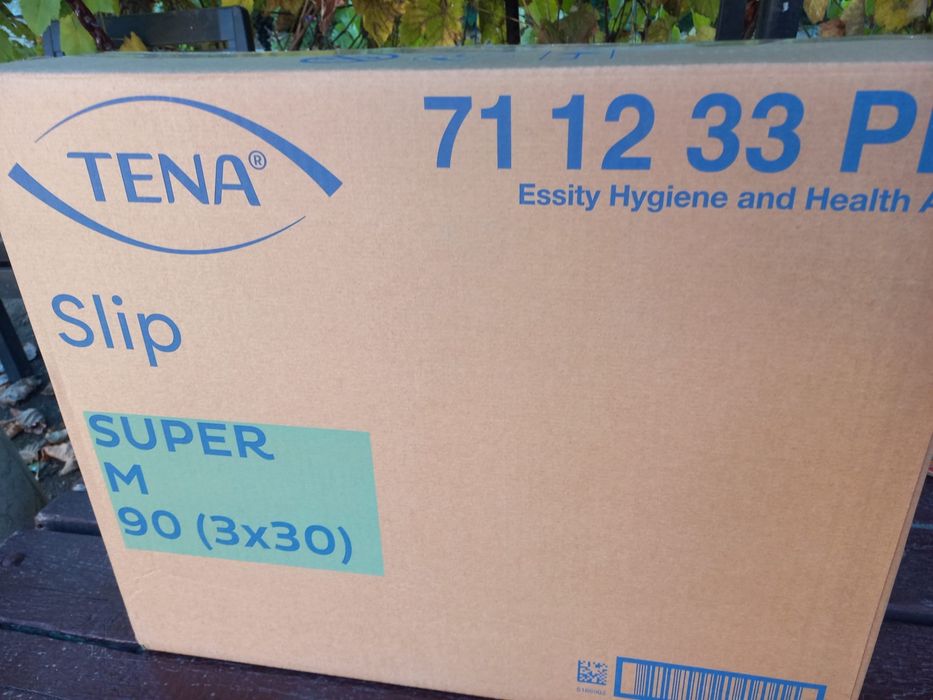 TENA®
71 12 33 P
Essity Hygiene and Health A
Slip
SUPER
M
90 (3x30)